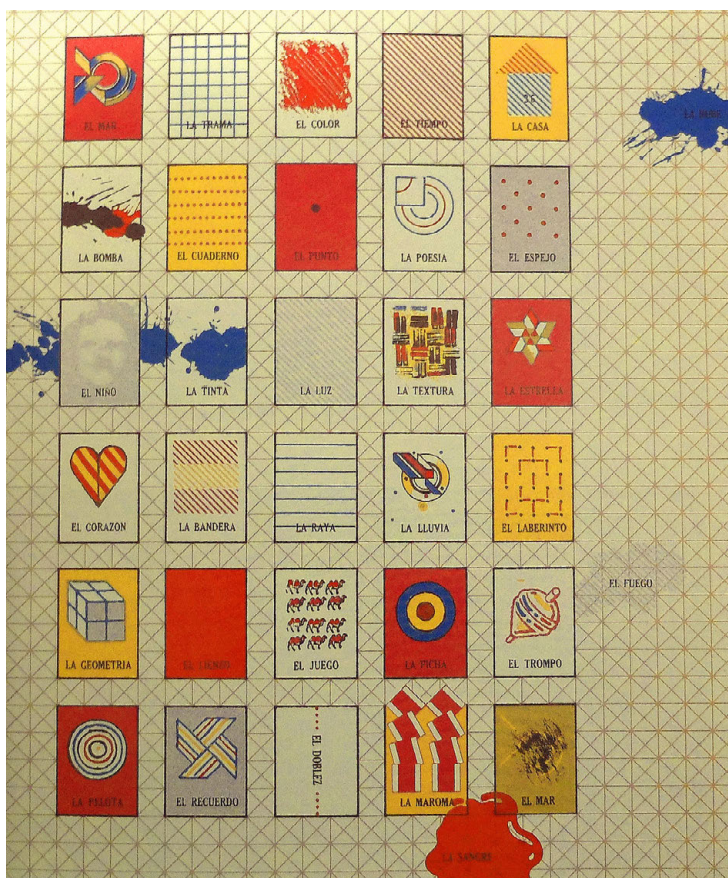 EL
LA TRAMA
EL COLOR
EL TIEMPO
LA CASA
LA
LA BOMBA
EL CUADERNO
EL PUNTO
LA POESIA
EL ESPEJO
EL NIÑO
LA TINTA
LA LUZ
LA TEXTURA
LA ESTRELLA
EL CORAZON
LA BANDERA
LA RAYA
LA LLUVIA
EL LABERINTO
LA GEOMETRIA
EL
EL JUEGO
LA FICHA
EL TROMPO
EL FUEGO
LA PELOTA
EL RECUERDO
EL DOBLEZ
LA MAROMA
EL MAR
LA SANGRE